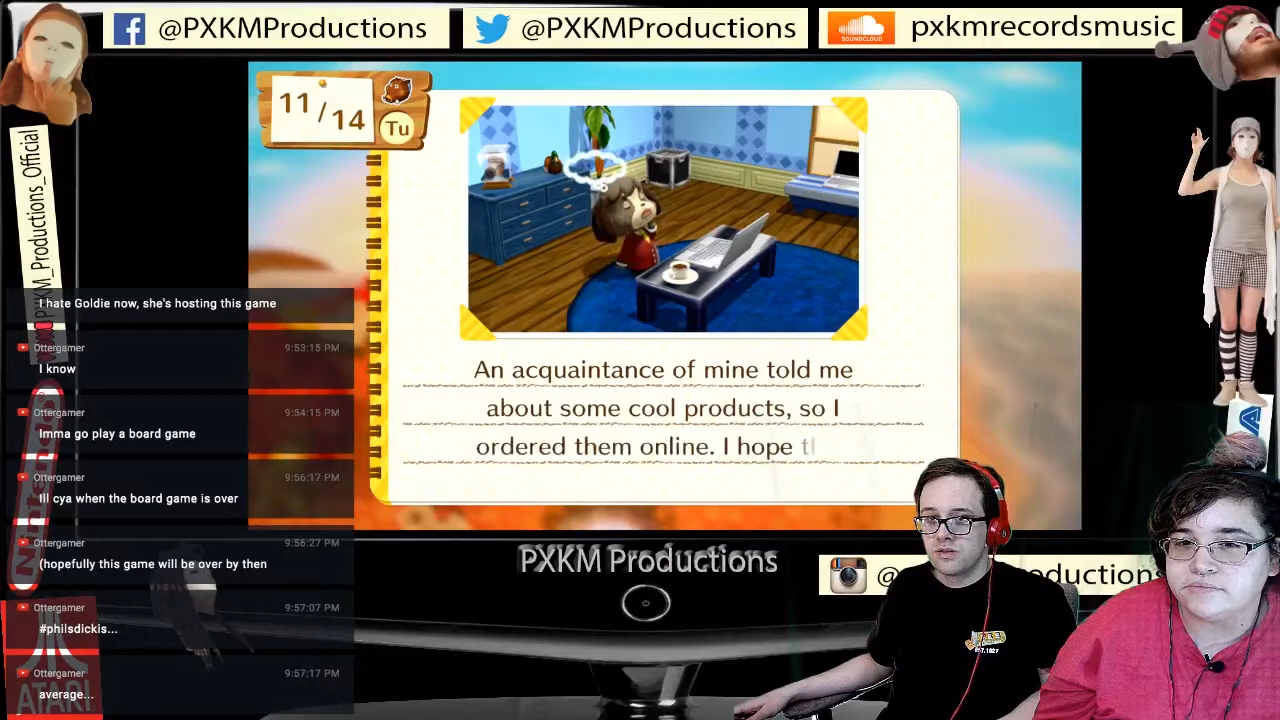 @PXKMProductions
@PXKMProductions
SOUNDCLOUD
pxkmrecordsmusic
11/14
Tu
PXKM_Productions_Official
An acquaintance of mine told me
about some cool products, so I
ordered them online. I hope t
I hate Goldie now, she's hosting this game
Ottergamer 9:53:15 PM
I know
Ottergamer 9:54:15 PM
Imma go play a board game
Ottergamer 9:56:17 PM
Ill cya when the board game is over
Ottergamer 9:56:27 PM
(hopefully this game will be over by then
Ottergamer 9:57:07 PM
#philsdickis...
Ottergamer 9:57:17 PM
average...
ATARI
PXKM Productions
@
oductions